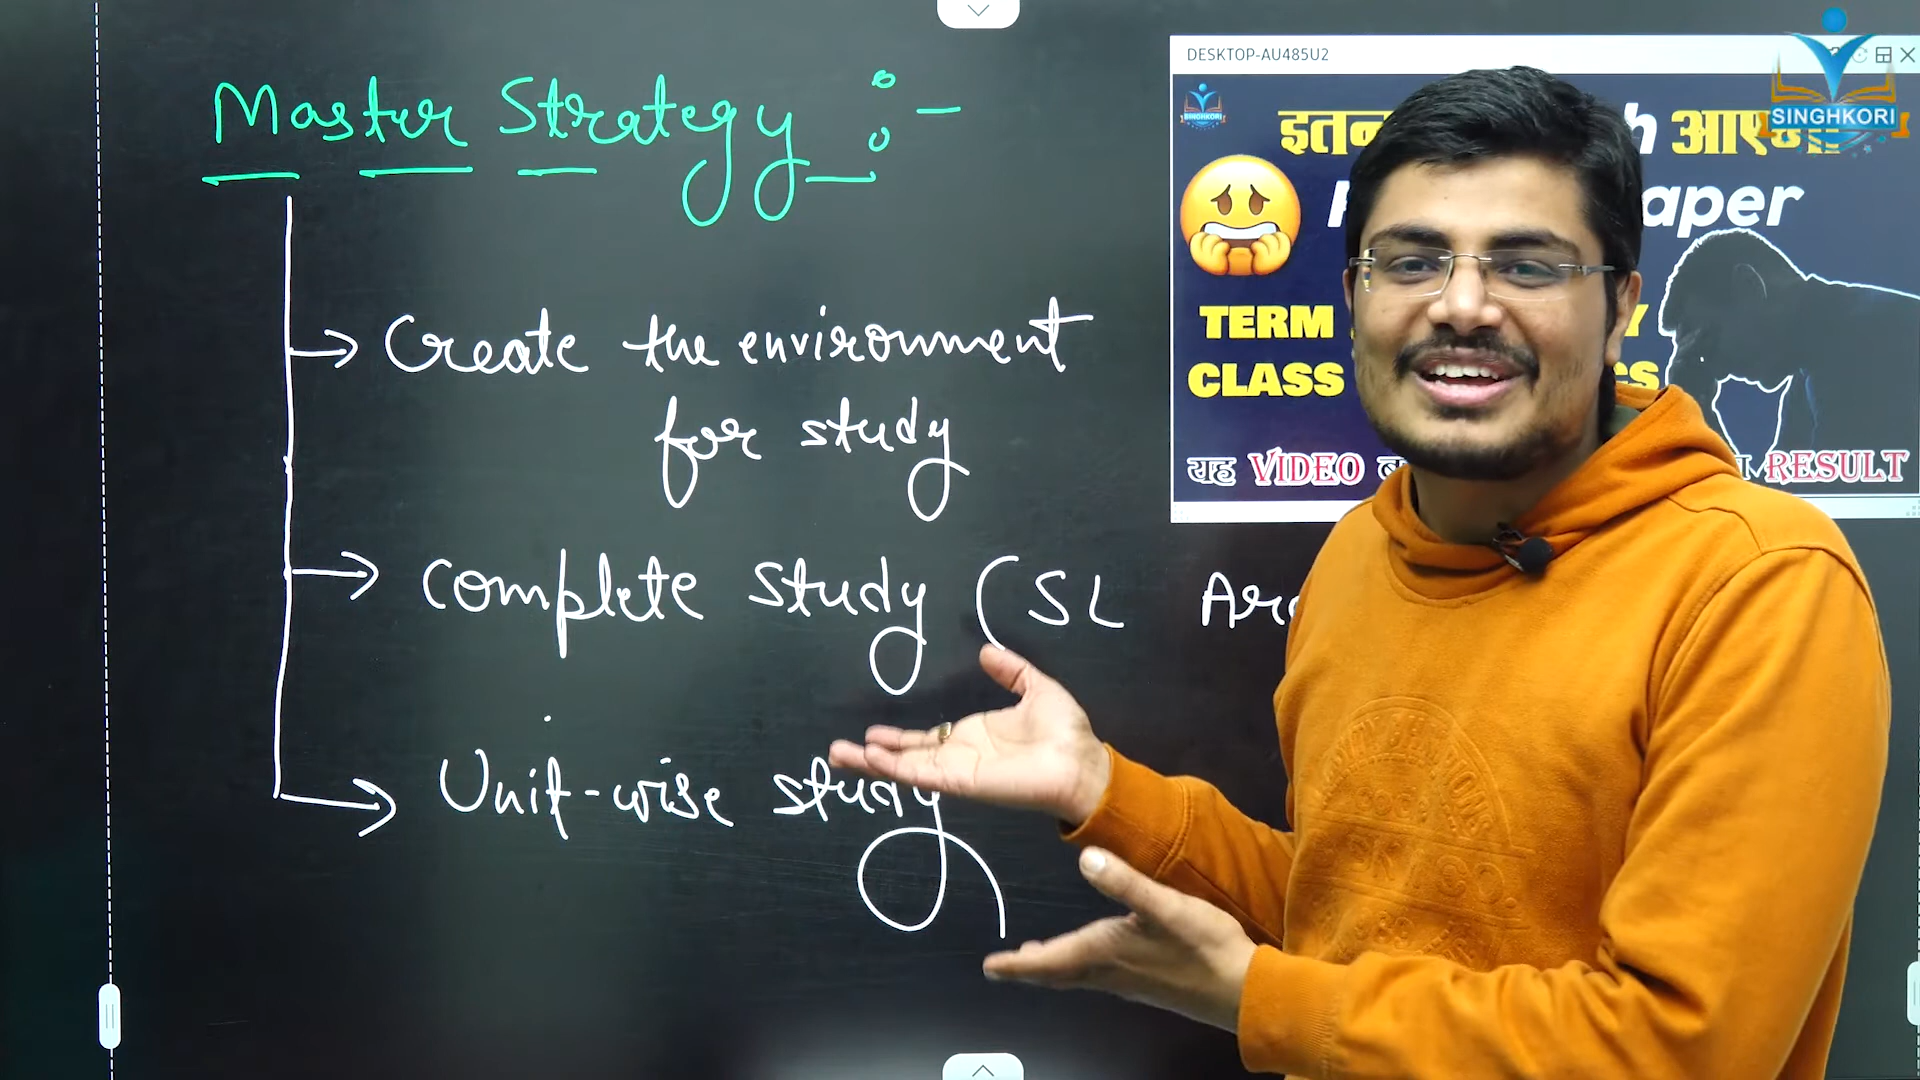 Master Strategy :-
Create the environment
for study
Complete study (SL
Unit-wise study
DESKTOP-AU485U2
SINGHKORI
SINGHKORI
TERM
CLASS
यह VIDEO
RESULT